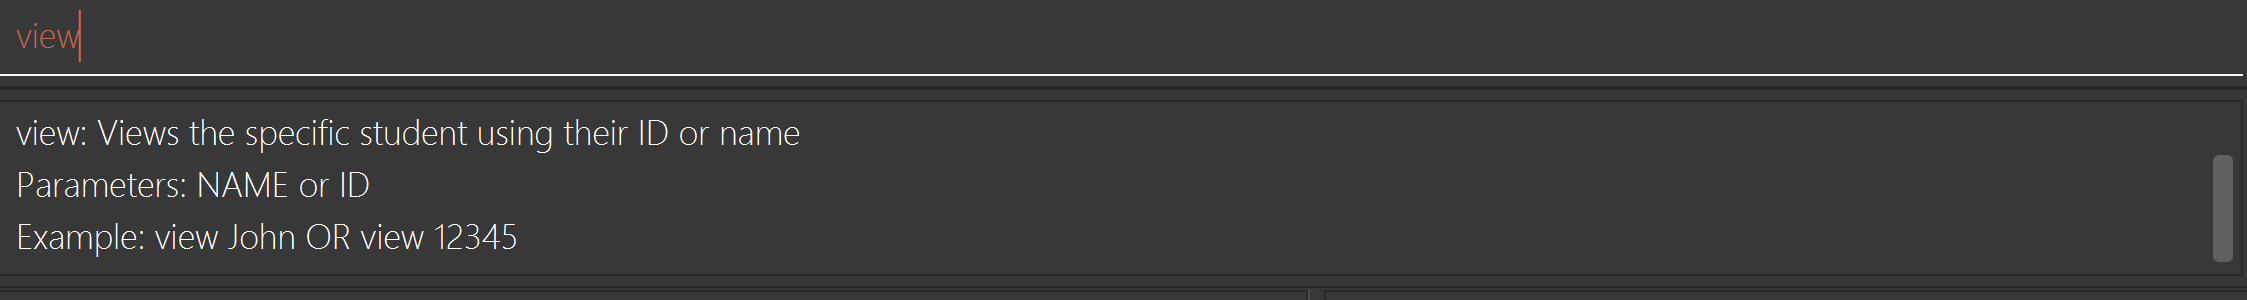 view
view: Views the specific student using their ID or name
Parameters: NAME or ID
Example: view John OR view 12345